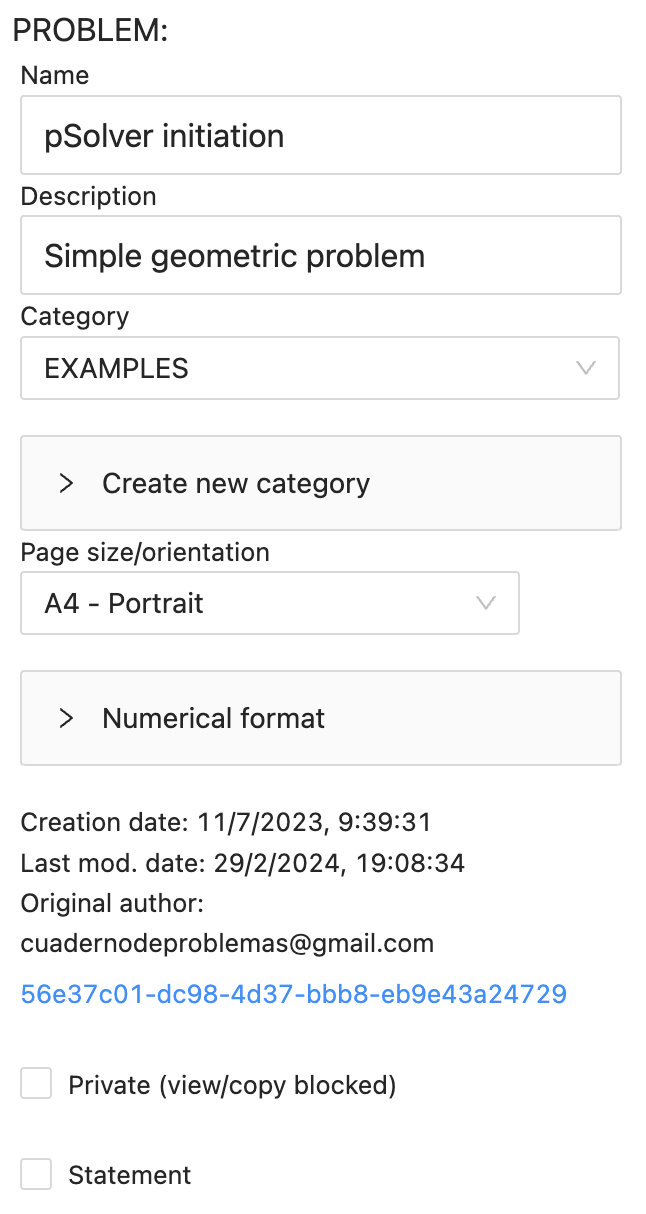 PROBLEM:
Name
pSolver initiation
Description
Simple geometric problem
Category
EXAMPLES
Create new category
Page size/orientation
A4 - Portrait
Numerical format
Creation date: 11/7/2023, 9:39:31
Last mod. date: 29/2/2024, 19:08:34
Original author:
cuadernodeproblemas@gmail.com
56e37c01-dc98-4d37-bbb8-eb9e43a24729
Private (view/copy blocked)
Statement